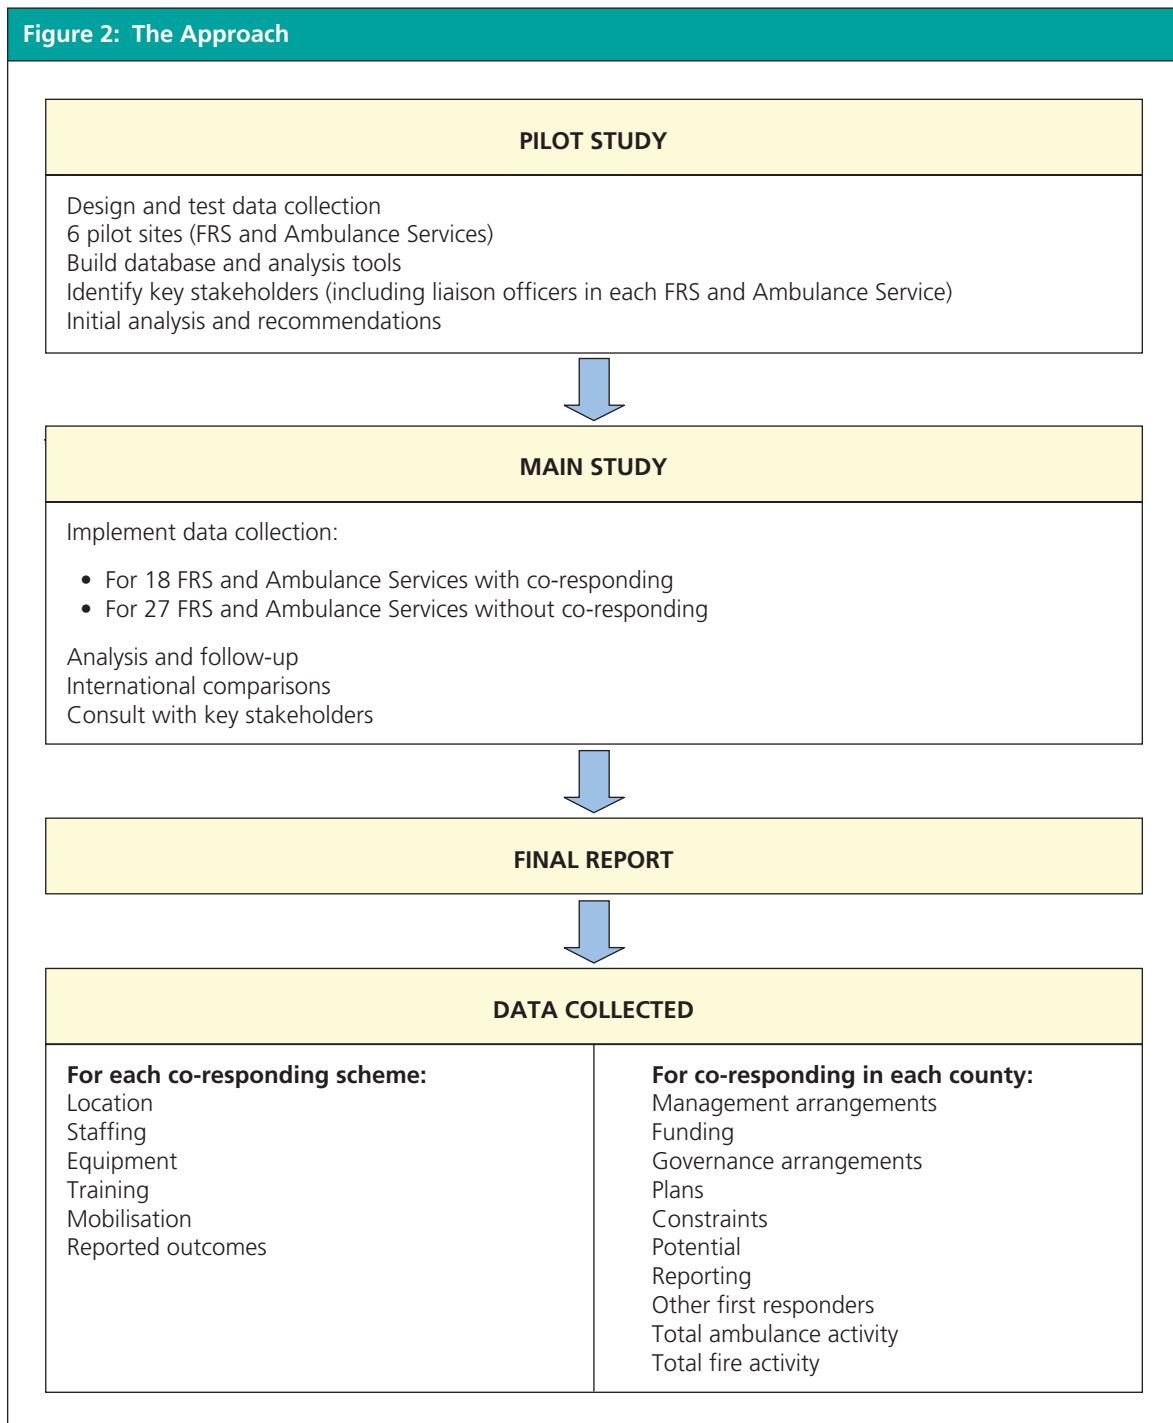 Figure 2: The Approach
PILOT STUDY
Design and test data collection
6 pilot sites (FRS and Ambulance Services)
Build database and analysis tools
Identify key stakeholders (including liaison officers in each FRS and Ambulance Service)
Initial analysis and recommendations
MAIN STUDY
Implement data collection:
• For 18 FRS and Ambulance Services with co-responding
• For 27 FRS and Ambulance Services without co-responding
Analysis and follow-up
International comparisons
Consult with key stakeholders
FINAL REPORT
DATA COLLECTED
For each co-responding scheme:
Location
Staffing
Equipment
Training
Mobilisation
Reported outcomes
For co-responding in each county:
Management arrangements
Funding
Governance arrangements
Plans
Constraints
Potential
Reporting
Other first responders
Total ambulance activity
Total fire activity